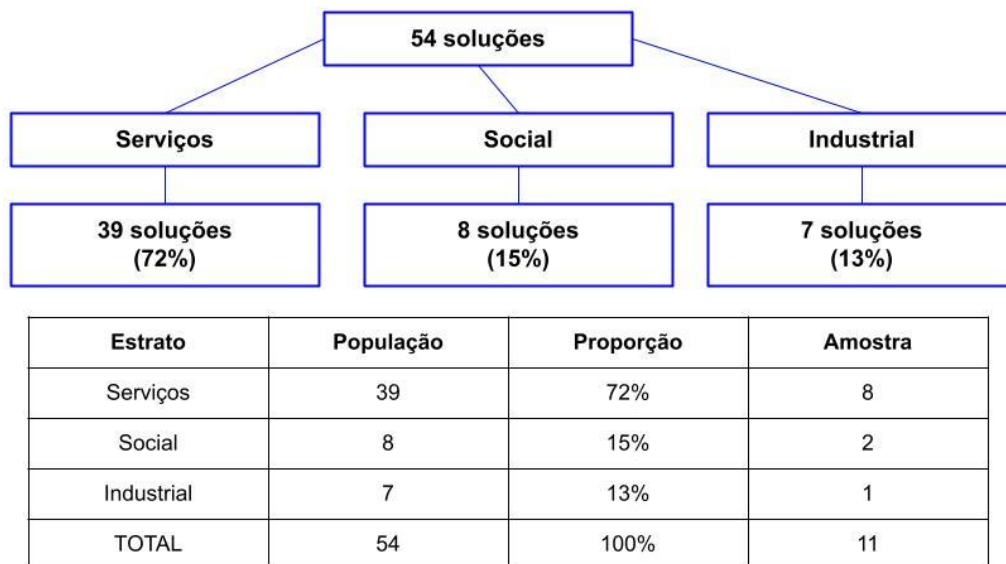 54 soluções
Serviços Social Industrial
39 soluções 8 soluções 7 soluções
(72%) (15%) (13%)
Estrato População Proporção Amostra
Serviços 39 72% 8
Social 8 15% 2
Industrial 7 13% 1
TOTAL 54 100% 11